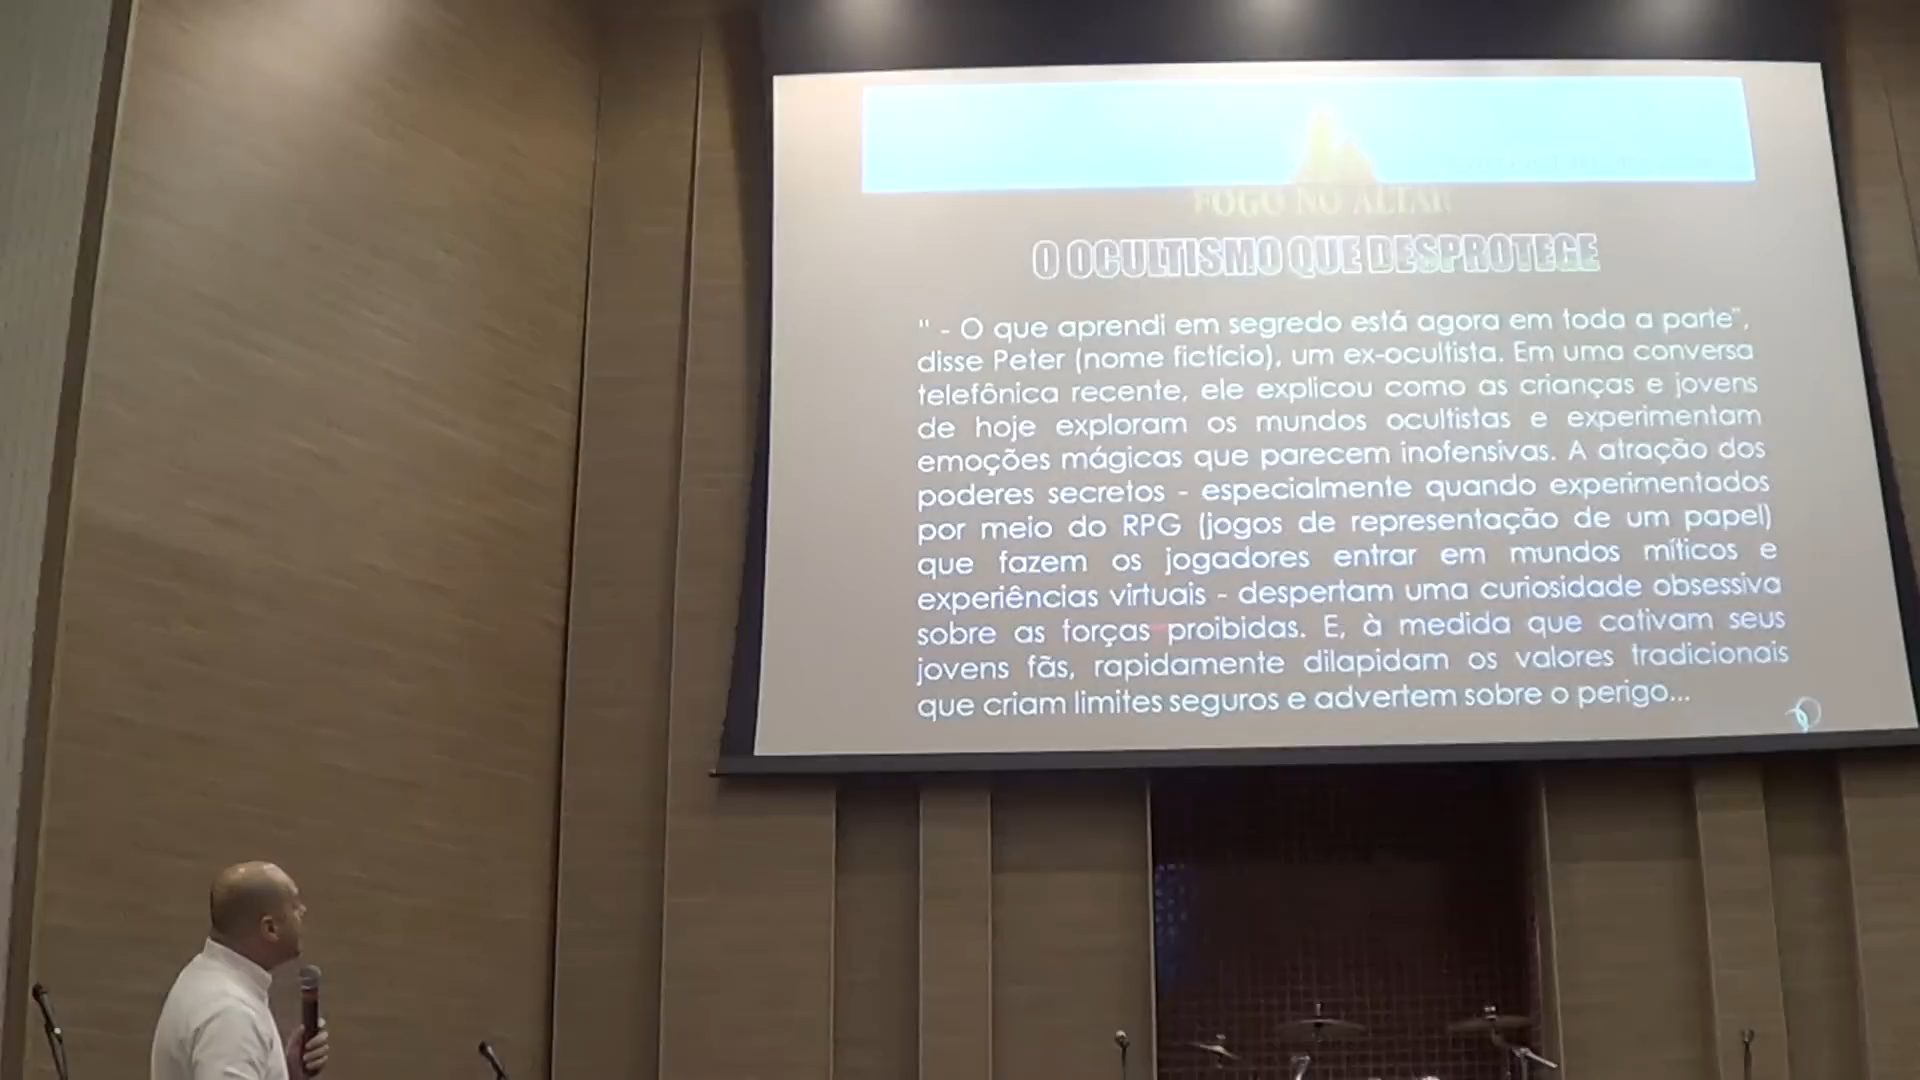 FOGO NO ALTAR
O OCULTISMO QUE DESPROTEGE
" - O que aprendi em segredo está agora em toda a parte",
disse Peter (nome fictício), um ex-ocultista. Em uma conversa
telefônica recente, ele explicou como as crianças e jovens
de hoje exploram os mundos ocultistas e experimentam
emoções mágicas que parecem inofensivas. A atração dos
poderes secretos - especialmente quando experimentados
por meio do RPG (jogos de representação de um papel)
que fazem os jogadores entrar em mundos míticos e
experiências virtuais - despertam uma curiosidade obsessiva
sobre as forças proibidas. E, à medida que cativam seus
jovens fãs, rapidamente dilapidam os valores tradicionais
que criam limites seguros e advertem sobre o perigo...